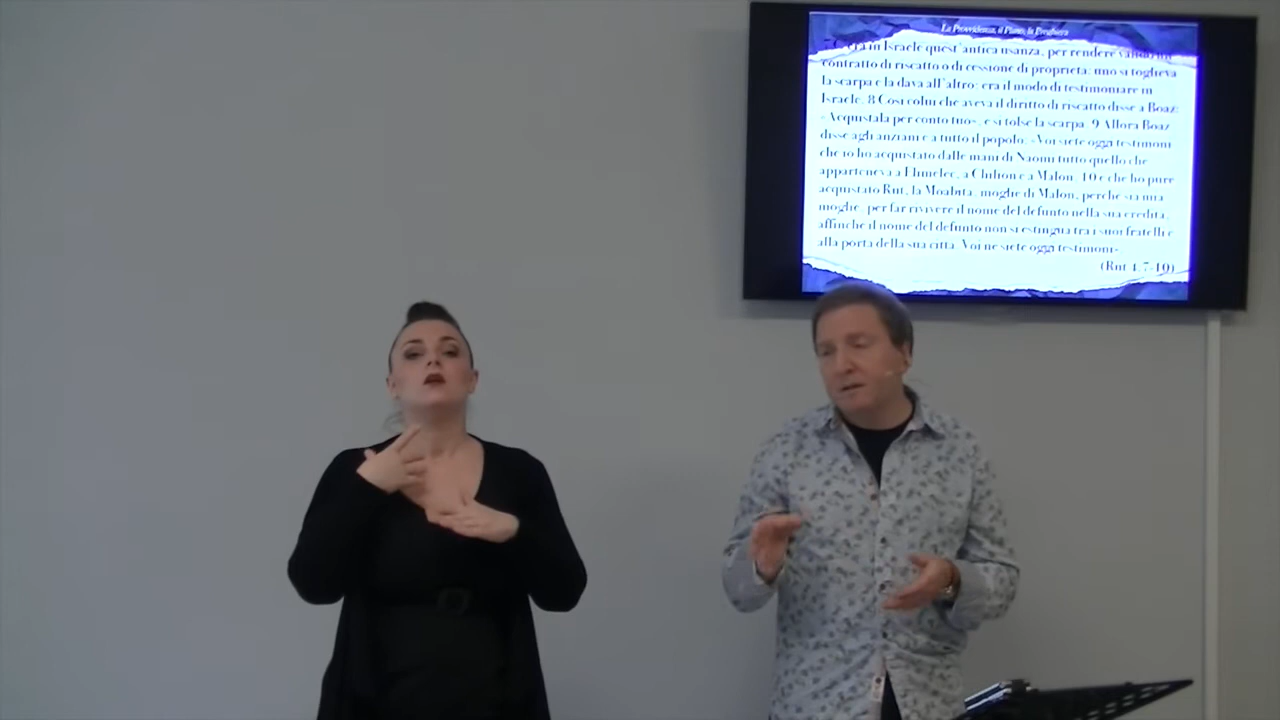 La Provvidenza, il Piano, la Preghiera
era in Israele quest'antica usanza, per rendere valido un
contratto di riscatto o di cessione di proprietà: uno si toglieva
la scarpa e la dava all'altro; era il modo di testimoniare in
Israele. 8 Così colui che aveva il diritto di riscatto disse a Boaz:
«Acquistala per conto tuo», e si tolse la scarpa. 9 Allora Boaz
disse agli anziani e a tutto il popolo: «Voi siete oggi testimoni
che io ho acquistato dalle mani di Naomi tutto quello che
apparteneva a Elimelec, a Chilion e a Malon, 10 e che ho pure
acquistato Rut, la Moabita, moglie di Malon, perché sia mia
moglie, per far rivivere il nome del defunto nella sua eredità,
affinché il nome del defunto non si estingua tra i suoi fratelli e
alla porta della sua città. Voi ne siete oggi testimoni».
(Rut 4:7-10)